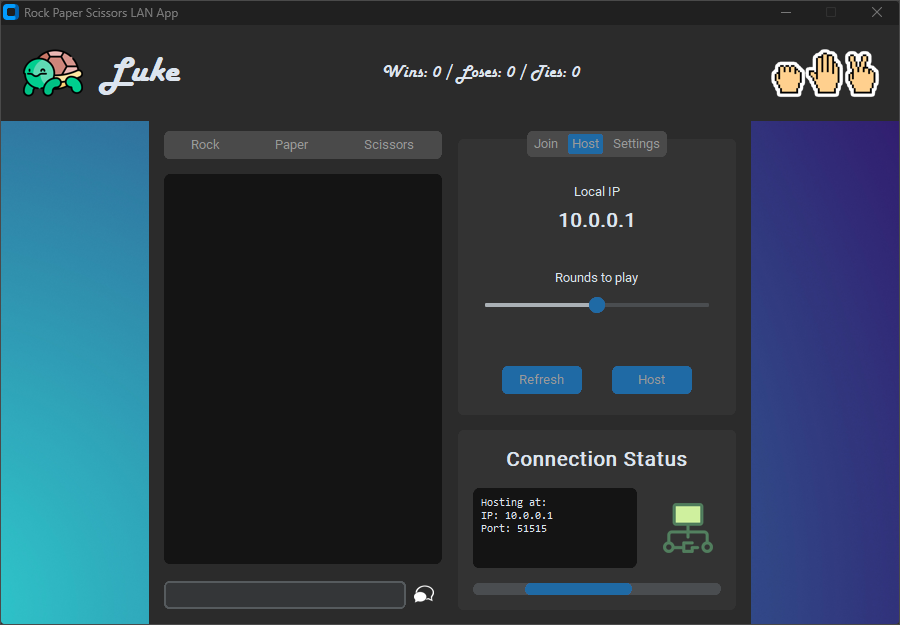 Rock Paper Scissors LAN App
Luke
Wins: 0 / Loses: 0 / Ties: 0
Rock Paper Scissors
Join Host Settings
Local IP
10.0.0.1
Rounds to play
Refresh Host
Connection Status
Hosting at:
IP: 10.0.0.1
Port: 51515